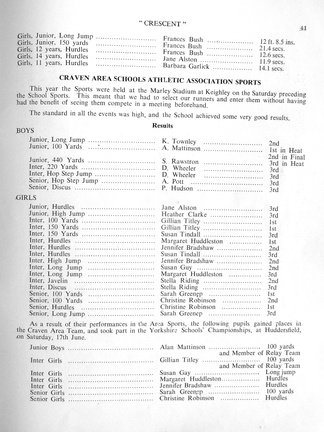 " CRESCENT "
41
Girls, Junior, Long Jump ........ Frances Bush ........ 12 ft. 8.5 ins.
Girls, Junior, 150 yards ........ Frances Bush ........ 21.4 secs.
Girls, 12 years, Hurdles ........ Frances Bush ........ 12.6 secs.
Girls, 14 years, Hurdles ........ Jane Alston ........ 11.9 secs.
Girls, 11 years, Hurdles ........ Barbara Garlick ........ 14.1 secs.
CRAVEN AREA SCHOOLS ATHLETIC ASSOCIATION SPORTS
This year the Sports were held at the Marley Stadium at Keighley on the Saturday preceding
the School Sports. This meant that we had to select our runners and enter them without having
had the benefit of seeing them compete in a meeting beforehand.
The standard in all the events was high, and the School achieved some very good results.
Results
BOYS
Junior, Long Jump ........ K. Townley ........ 2nd
Junior, 100 Yards ........ A. Mattinson ........ 1st in Heat
2nd in Final
Junior, 440 Yards ........ S. Rawstron ........ 3rd in Heat
Inter, 220 Yards ........ D. Wheeler ........ 3rd
Inter, Hop Step Jump ........ D. Wheeler ........ 3rd
Senior, Hop Step Jump ........ A. Pott ........ 3rd
Senior, Discus ........ P. Hudson ........ 3rd
GIRLS
Junior, Hurdles ........ Jane Alston ........ 3rd
Junior, High Jump ........ Heather Clarke ........ 3rd
Inter, 100 Yards ........ Gillian Titley ........ 1st
Inter, 150 Yards ........ Gillian Titley ........ 1st
Inter, 150 Yards ........ Susan Tindall ........ 3rd
Inter, Hurdles ........ Margaret Huddleston ........ 1st
Inter, Hurdles ........ Jennifer Bradshaw ........ 2nd
Inter, Hurdles ........ Susan Tindall ........ 3rd
Inter, High Jump ........ Jennifer Bradshaw ........ 2nd
Inter, Long Jump ........ Susan Guy ........ 2nd
Inter, Long Jump ........ Margaret Huddleston ........ 3rd
Inter, Javelin ........ Stella Riding ........ 2nd
Inter, Discus ........ Stella Riding ........ 3rd
Senior, 100 Yards ........ Sarah Greenep ........ 1st
Senior, 100 Yards ........ Christine Robinson ........ 2nd
Senior, Hurdles ........ Christine Robinson ........ 1st
Senior, Long Jump ........ Sarah Greenep ........ 3rd
As a result of their performances in the Area Sports, the following pupils gained places in
the Craven Area Team, and took part in the Yorkshire Schools' Championships, at Huddersfield,
on Saturday, 17th June.
Junior Boys ........ Alan Mattinson ........ 100 yards
and Member of Relay Team
Inter Girls ........ Gillian Titley ........ 100 yards
and Member of Relay Team
Inter Girls ........ Susan Guy ........ Long jump
Inter Girls ........ Margaret Huddleston ........ Hurdles
Inter Girls ........ Jennifer Bradshaw ........ Hurdles
Senior Girls ........ Sarah Greenep ........ 100 yards
Senior Girls ........ Christine Robinson ........ Hurdles